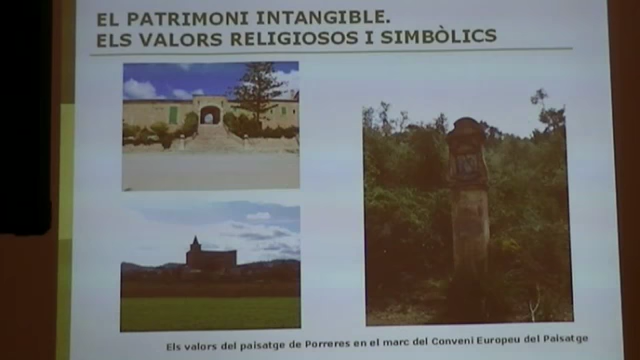 EL PATRIMONI INTANGIBLE.
ELS VALORS RELIGIOSOS I SIMBÒLICS
Els valors del paisatge de Porreres en el marc del Conveni Europeu del Paisatge